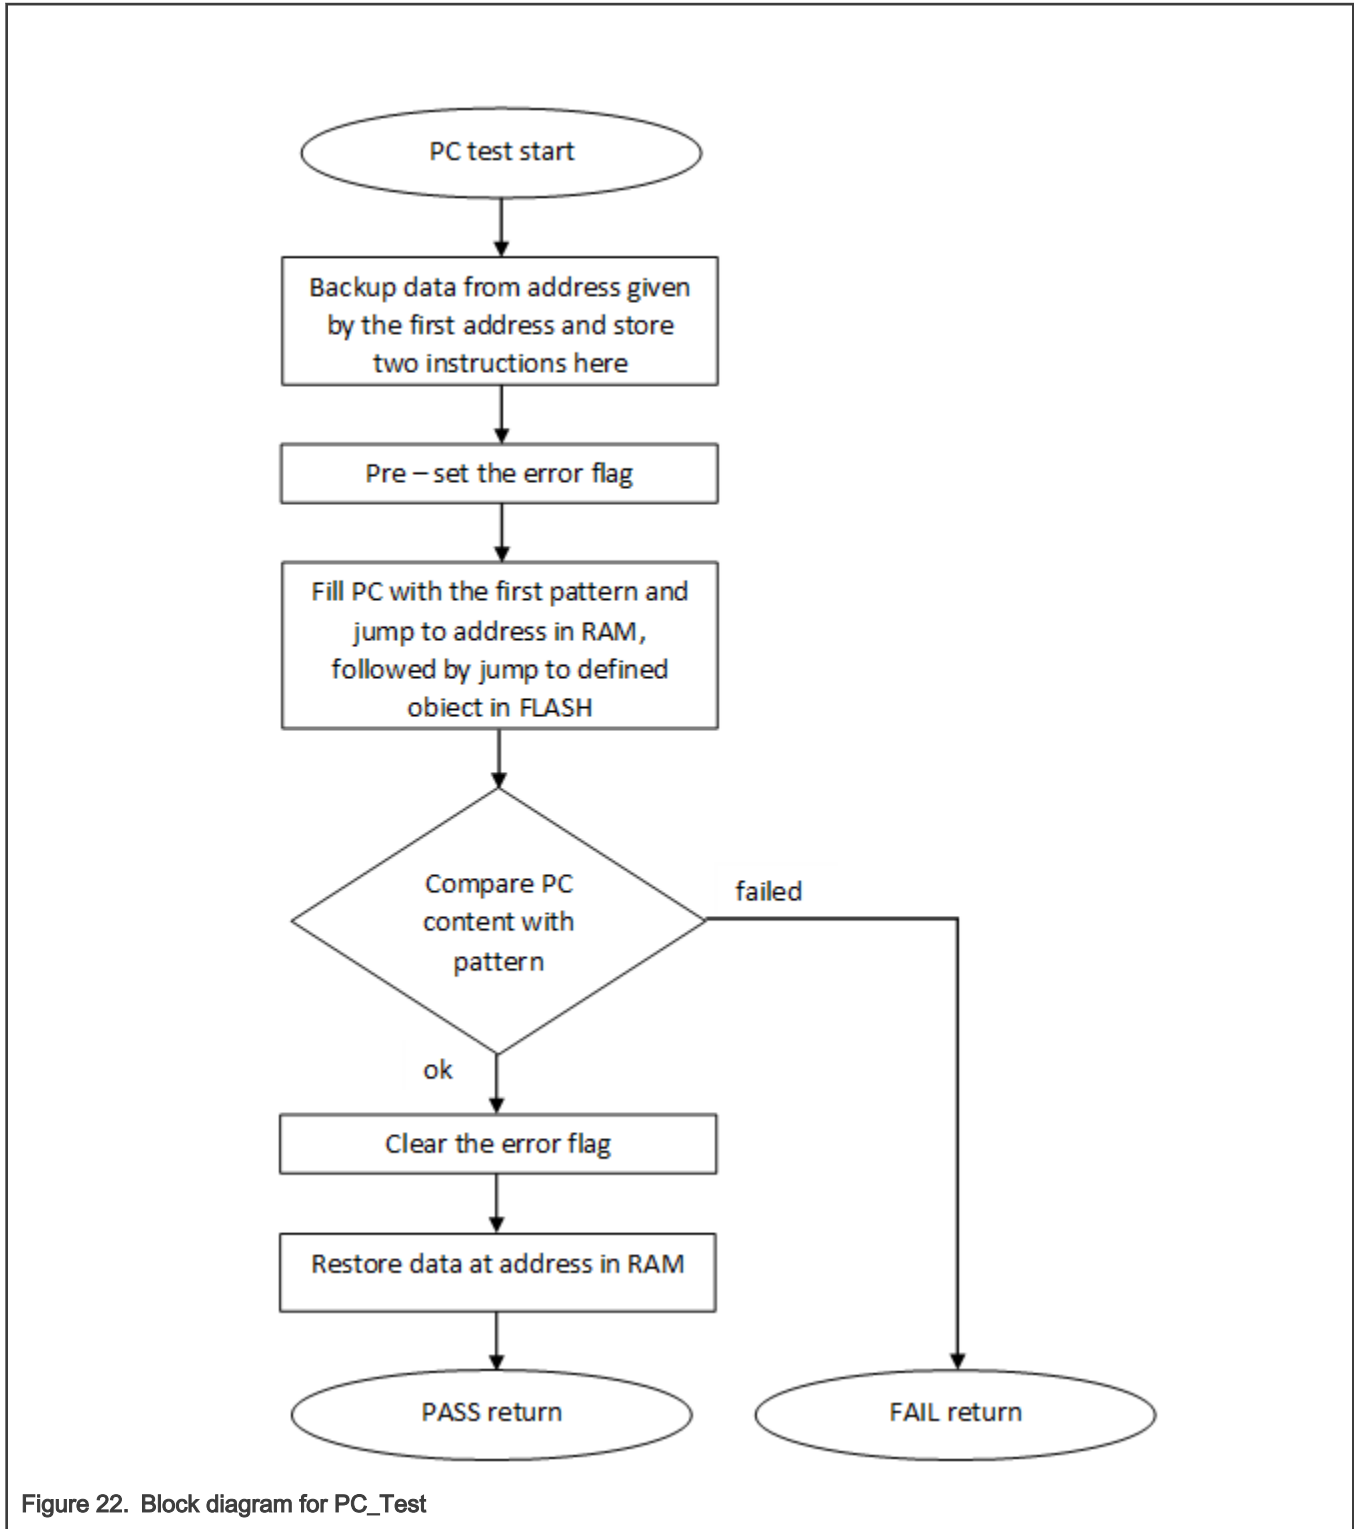 PC test start
Backup data from address given
by the first address and store
two instructions here
Pre – set the error flag
Fill PC with the first pattern and
jump to address in RAM,
followed by jump to defined
obiect in FLASH
Compare PC
content with
pattern
failed
ok
Clear the error flag
Restore data at address in RAM
PASS return
FAIL return
Figure 22. Block diagram for PC_Test